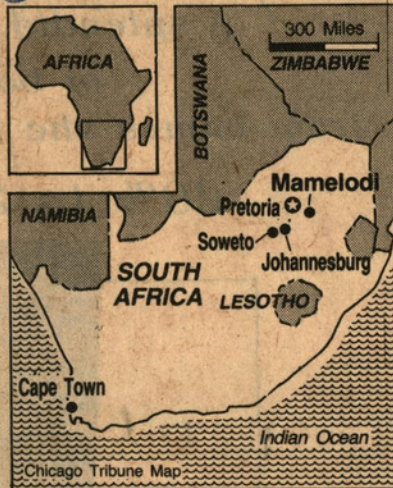 AFRICA
300 Miles
ZIMBABWE
BOTSWANA
NAMIBIA
Mamelodi
Pretoria
Soweto
Johannesburg
SOUTH
AFRICA
LESOTHO
Cape Town
Indian Ocean
Chicago Tribune Map